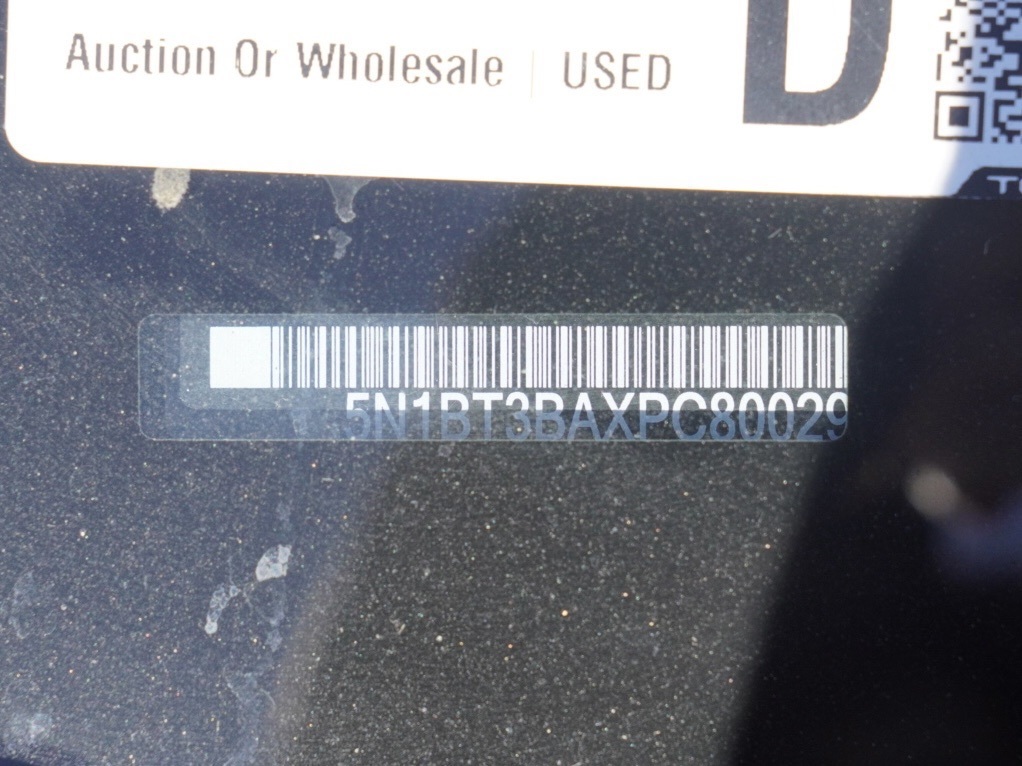 Auction Or Wholesale | USED
D
5N1BT3BAXPC80029